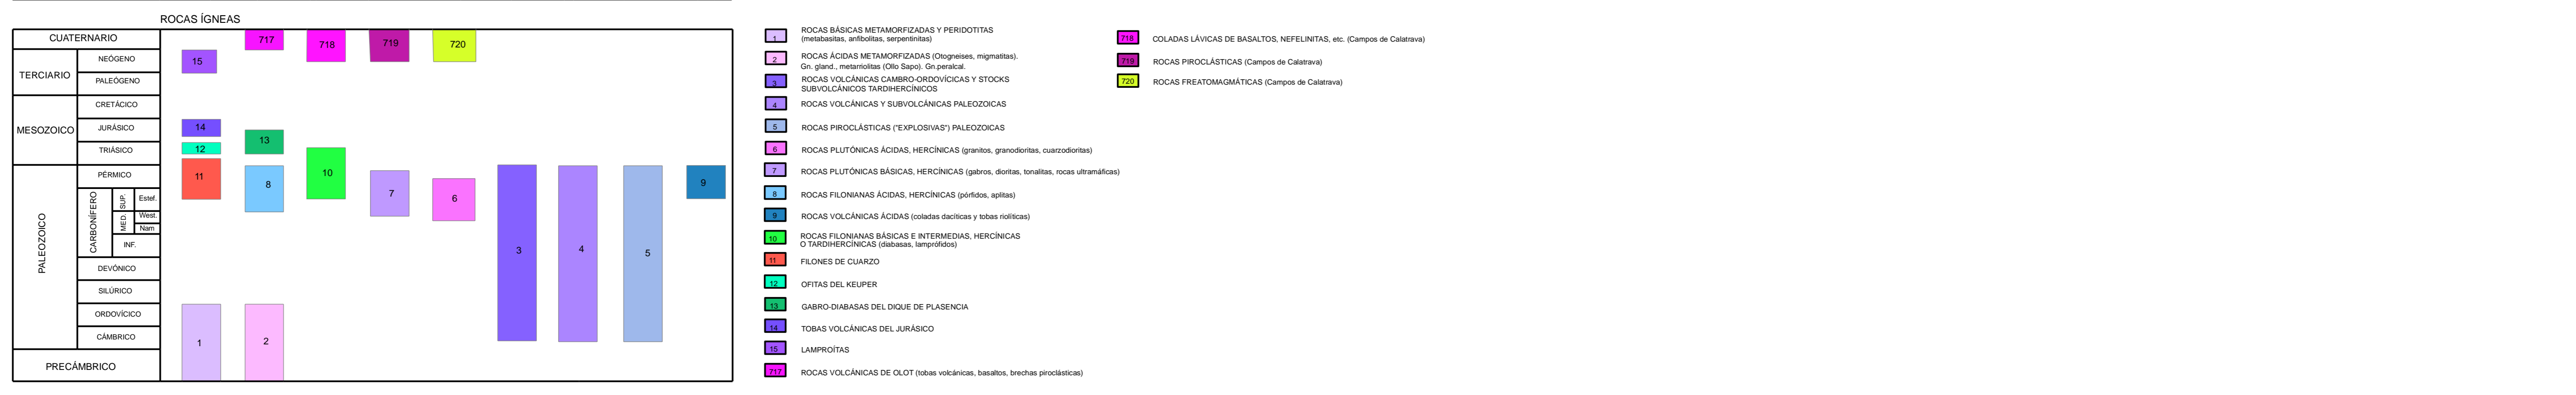 ROCAS ÍGNEAS
CUATERNARIO
TERCIARIO
NEÓGENO
PALEÓGENO
MESOZOICO
CRETÁCICO
JURÁSICO
TRIÁSICO
PALEOZOICO
PÉRMICO
CARBONÍFERO
SUP.
Estef.
MED.
West.
Nam
INF.
DEVÓNICO
SILÚRICO
ORDOVÍCICO
CÁMBRICO
PRECÁMBRICO
717
718
719
720
15
14
13
12
11
8
10
7
6
3
4
5
9
1
2
1 ROCAS BÁSICAS METAMORFIZADAS Y PERIDOTITAS
(metabasitas, anfibolitas, serpentinitas)
2 ROCAS ÁCIDAS METAMORFIZADA (Otogneises, migmatitas).
Gn. gland., metarriolitas (Ollo Sapo). Gn.peralcal.
3 ROCAS VOLCÁNICAS CAMBRO-ORDOVÍCICAS Y STOCKS
SUBVOLCÁNICOS TARDIHERCÍNICOS
4 ROCAS VOLCÁNICAS Y SUBVOLCÁNICAS PALEOZOICAS
5 ROCAS PIROCLÁSTICAS ("EXPLOSIVAS") PALEOZOICAS
6 ROCAS PLUTÓNICAS ÁCIDAS, HERCÍNICAS (granitos, granodioritas, cuarzodioritas)
7 ROCAS PLUTÓNICAS BÁSICAS, HERCÍNICAS (gabros, dioritas, tonalitas, rocas ultramáficas)
8 ROCAS FILONIANAS ÁCIDAS, HERCÍNICAS (pórfidos, aplitas)
9 ROCAS VOLCÁNICAS ÁCIDAS (coladas dacíticas y tobas riolíticas)
10 ROCAS FILONIANAS BÁSICAS E INTERMEDIAS, HERCÍNICAS
O TARDIHERCÍNICAS (diabasas, lamprófidos)
11 FILONES DE CUARZO
12 OFITAS DEL KEUPER
13 GABRO-DIABASAS DEL DIQUE DE PLASENCIA
14 TOBAS VOLCÁNICAS DEL JURÁSICO
15 LAMPROÍTAS
717 ROCAS VOLCÁNICAS DE OLOT (tobas volcánicas, basaltos, brechas piroclásticas)
718 COLADAS LÁVICAS DE BASALTOS, NEFELINITAS, etc. (Campos de Calatrava)
719 ROCAS PIROCLÁSTICAS (Campos de Calatrava)
720 ROCAS FREATOMAGMÁTICAS (Campos de Calatrava)